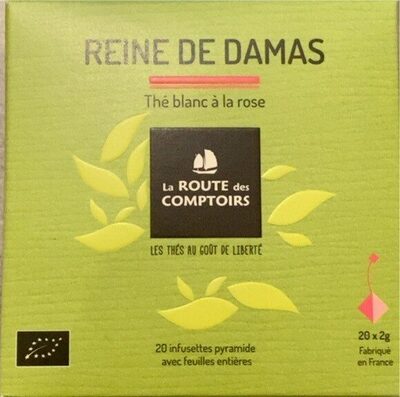 REINE DE DAMAS
Thé blanc à la rose
La ROUTE des
COMPTOIRS
LES THÉS AU GOÛT DE LIBERTÉ
20 infusettes pyramide
avec feuilles entières
20 x 2g
Fabriqué
en France